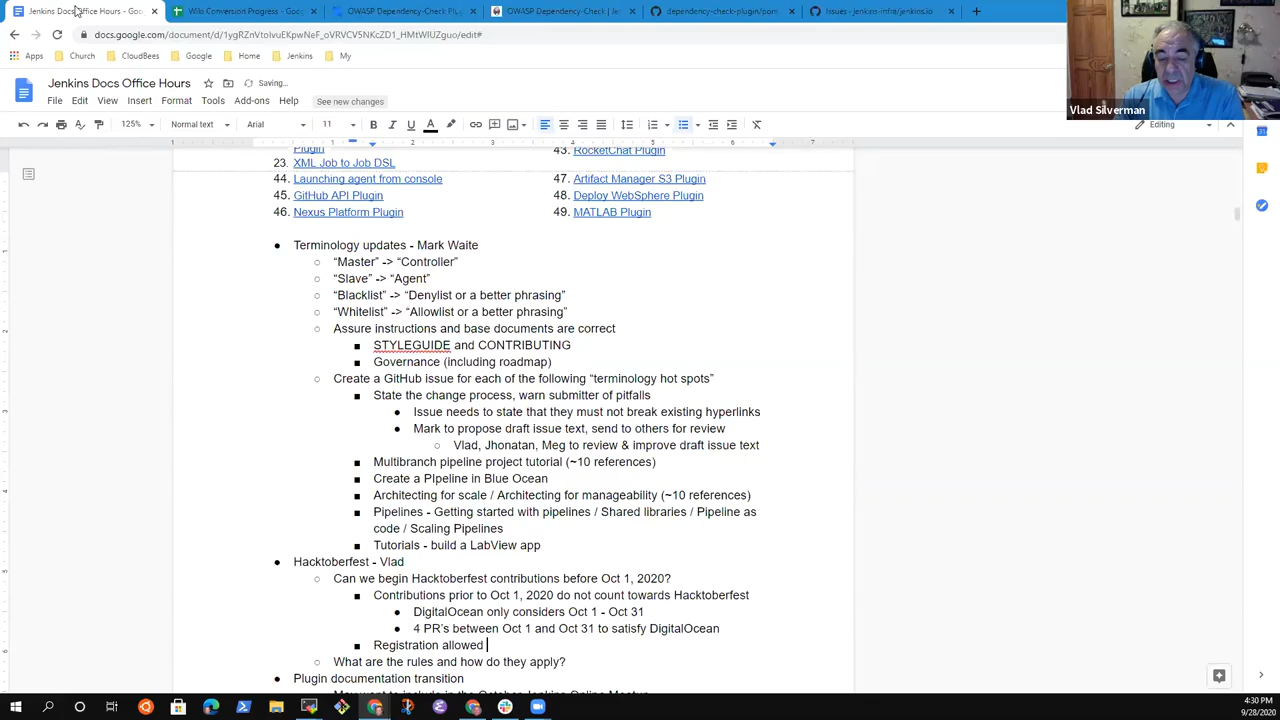 Jenkins Docs Office Hours - Goo
Wiki Conversion Progress - Goo
OWASP Dependency-Check Plu
OWASP Dependency-Check | Je
dependency-check-plugin/pom
Issues · jenkins-infra/jenkins.io
docs.google.com/document/d/
Apps Church CloudBees Google Home Jenkins My
Jenkins Docs Office Hours Saving...
File Edit View Insert Format Tools Add-ons Help See new changes
125% Normal text Arial 11 B I U A Editing
Vlad Silverman
Plugin
43. RocketChat Plugin
23. XML Job to Job DSL
44. Launching agent from console 47. Artifact Manager S3 Plugin
45. GitHub API Plugin 48. Deploy WebSphere Plugin
46. Nexus Platform Plugin 49. MATLAB Plugin
● Terminology updates - Mark Waite
○ “Master” -> “Controller”
○ “Slave” -> “Agent”
○ “Blacklist” -> “Denylist or a better phrasing”
○ “Whitelist” -> “Allowlist or a better phrasing”
○ Assure instructions and base documents are correct
■ STYLEGUIDE and CONTRIBUTING
■ Governance (including roadmap)
○ Create a GitHub issue for each of the following “terminology hot spots”
■ State the change process, warn submitter of pitfalls
● Issue needs to state that they must not break existing hyperlinks
● Mark to propose draft issue text, send to others for review
○ Vlad, Jhonatan, Meg to review & improve draft issue text
■ Multibranch pipeline project tutorial (~10 references)
■ Create a PIpeline in Blue Ocean
■ Architecting for scale / Architecting for manageability (~10 references)
■ Pipelines - Getting started with pipelines / Shared libraries / Pipeline as
code / Scaling Pipelines
■ Tutorials - build a LabView app
● Hacktoberfest - Vlad
○ Can we begin Hacktoberfest contributions before Oct 1, 2020?
■ Contributions prior to Oct 1, 2020 do not count towards Hacktoberfest
● DigitalOcean only considers Oct 1 - Oct 31
● 4 PR's between Oct 1 and Oct 31 to satisfy DigitalOcean
■ Registration allowed
○ What are the rules and how do they apply?
● Plugin documentation transition
○ May want to include in the October Jenkins Online Meetup
4:30 PM
9/28/2020